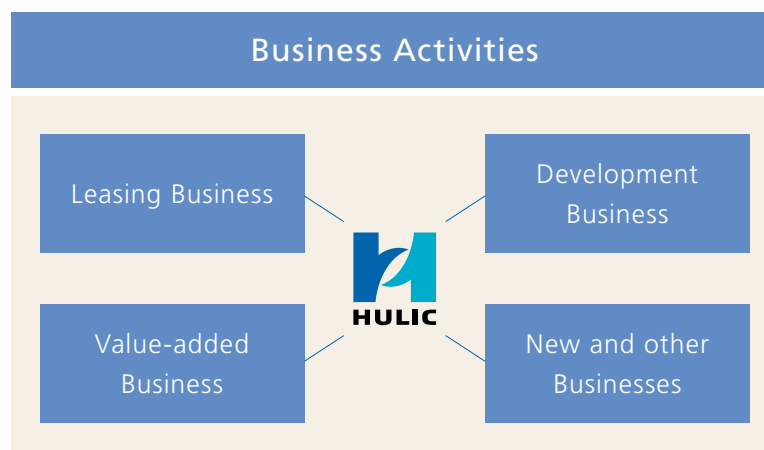 Business Activities
Leasing Business
Development
Business
HULIC
Value-added
Business
New and other
Businesses